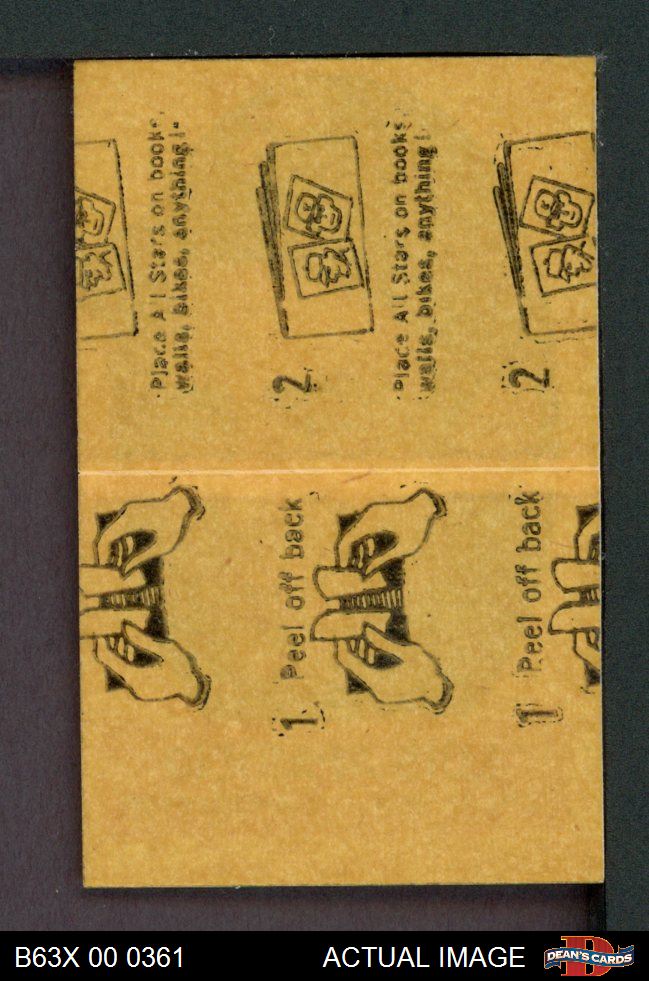 Place All Stars on books,
walls, bikes, anything!
2
Place All Stars on books,
walls, bikes, anything!
2
1. Peel off back
1 Peel off back
B63X 00 0361
ACTUAL IMAGE
D
DEAN'S CARDS